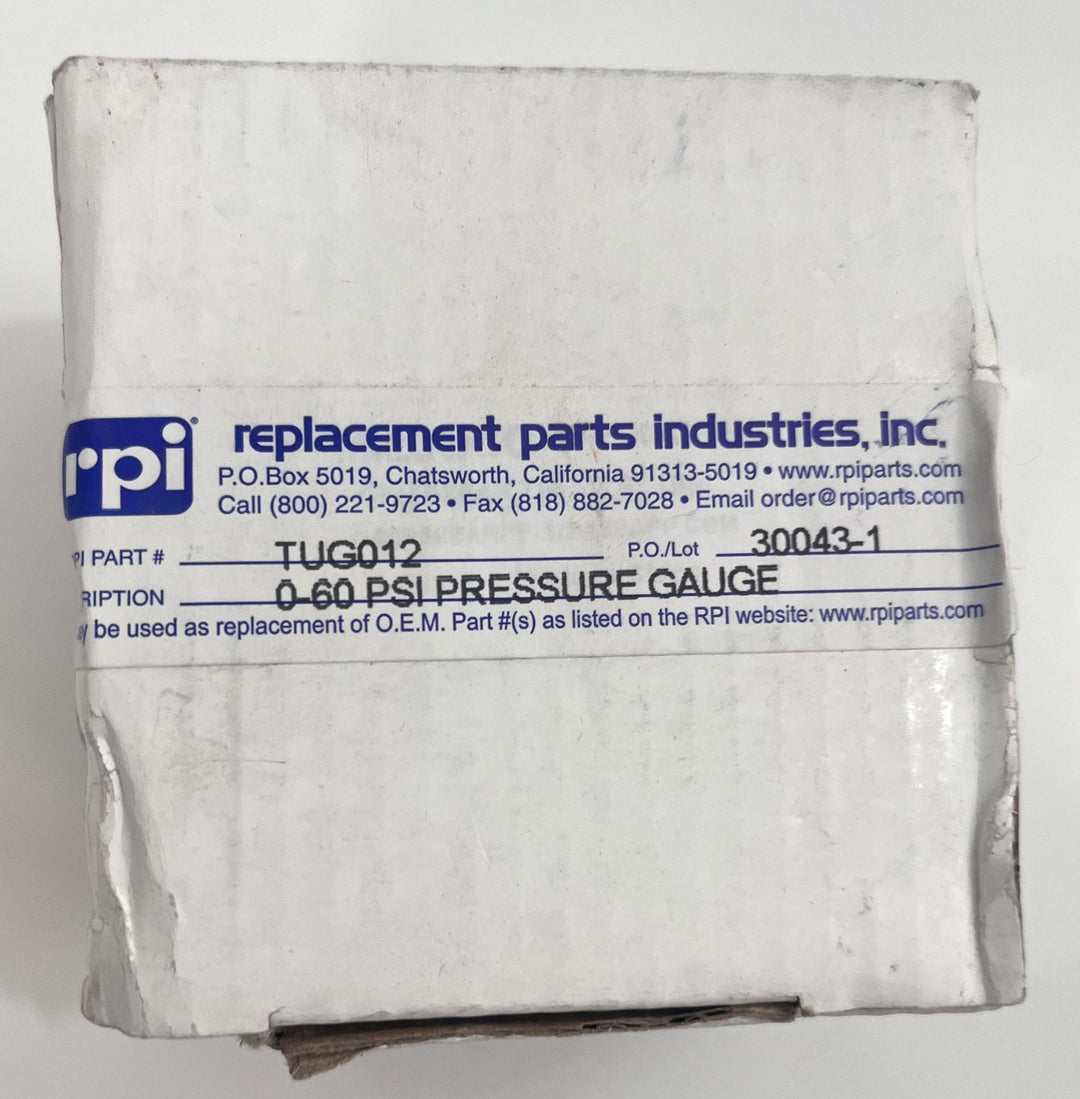 rpi®
replacement parts industries, inc.
P.O.Box 5019, Chatsworth, California 91313-5019 • www.rpiparts.com
Call (800) 221-9723 • Fax (818) 882-7028 • Email order@rpiparts.com
PI PART # TUG012 P.O./Lot 30043-1
RIPTION 0-60 PSI PRESSURE GAUGE
be used as replacement of O.E.M. Part #(s) as listed on the RPI website: www.rpiparts.com